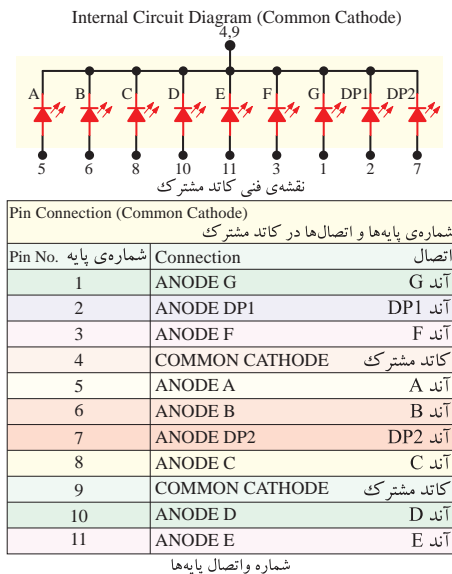 Internal Circuit Diagram (Common Cathode)
4,9
A B C D E F G DP1 DP2
5 6 8 10 11 3 1 2 7
نقشه‌ی فنی کاتد مشترک
Pin Connection (Common Cathode)
شماره‌ی پایه‌ها و اتصال‌ها در کاتد مشترک
Pin No. شماره‌ی پایه Connection اتصال
1 ANODE G آند G
2 ANODE DP1 آند DP1
3 ANODE F آند F
4 COMMON CATHODE کاتد مشترک
5 ANODE A آند A
6 ANODE B آند B
7 ANODE DP2 آند DP2
8 ANODE C آند C
9 COMMON CATHODE کاتد مشترک
10 ANODE D آند D
11 ANODE E آند E
شماره واتصال پایه‌ها